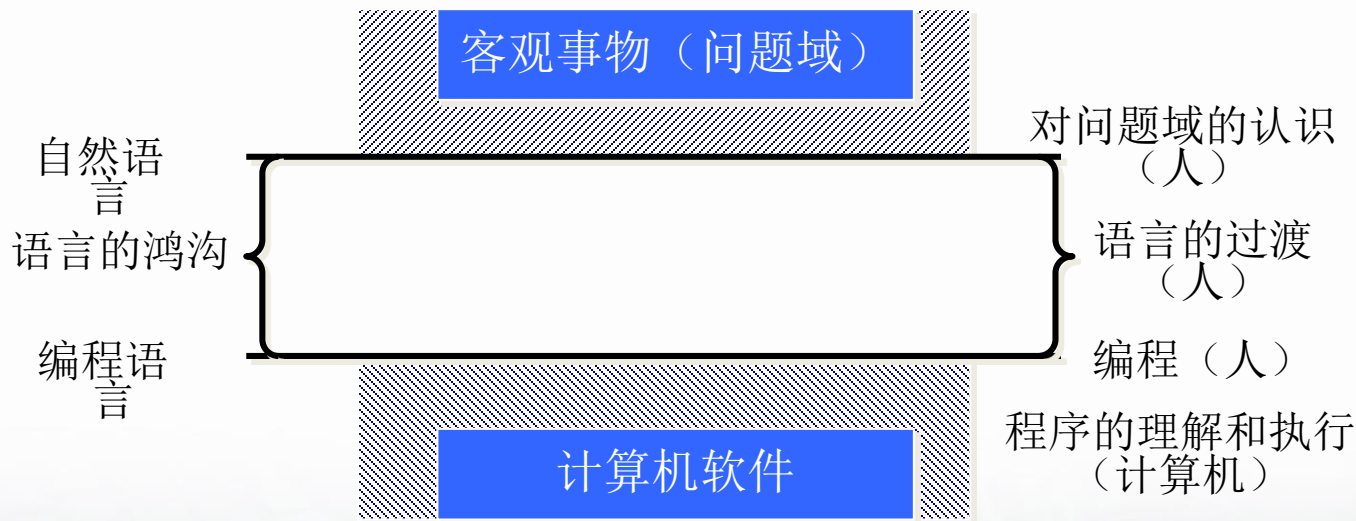 客观事物（问题域）
自然语
言
语言的鸿沟
编程语
言
对问题域的认识
（人）
语言的过渡
（人）
编程（人）
程序的理解和执行
（计算机）
计算机软件